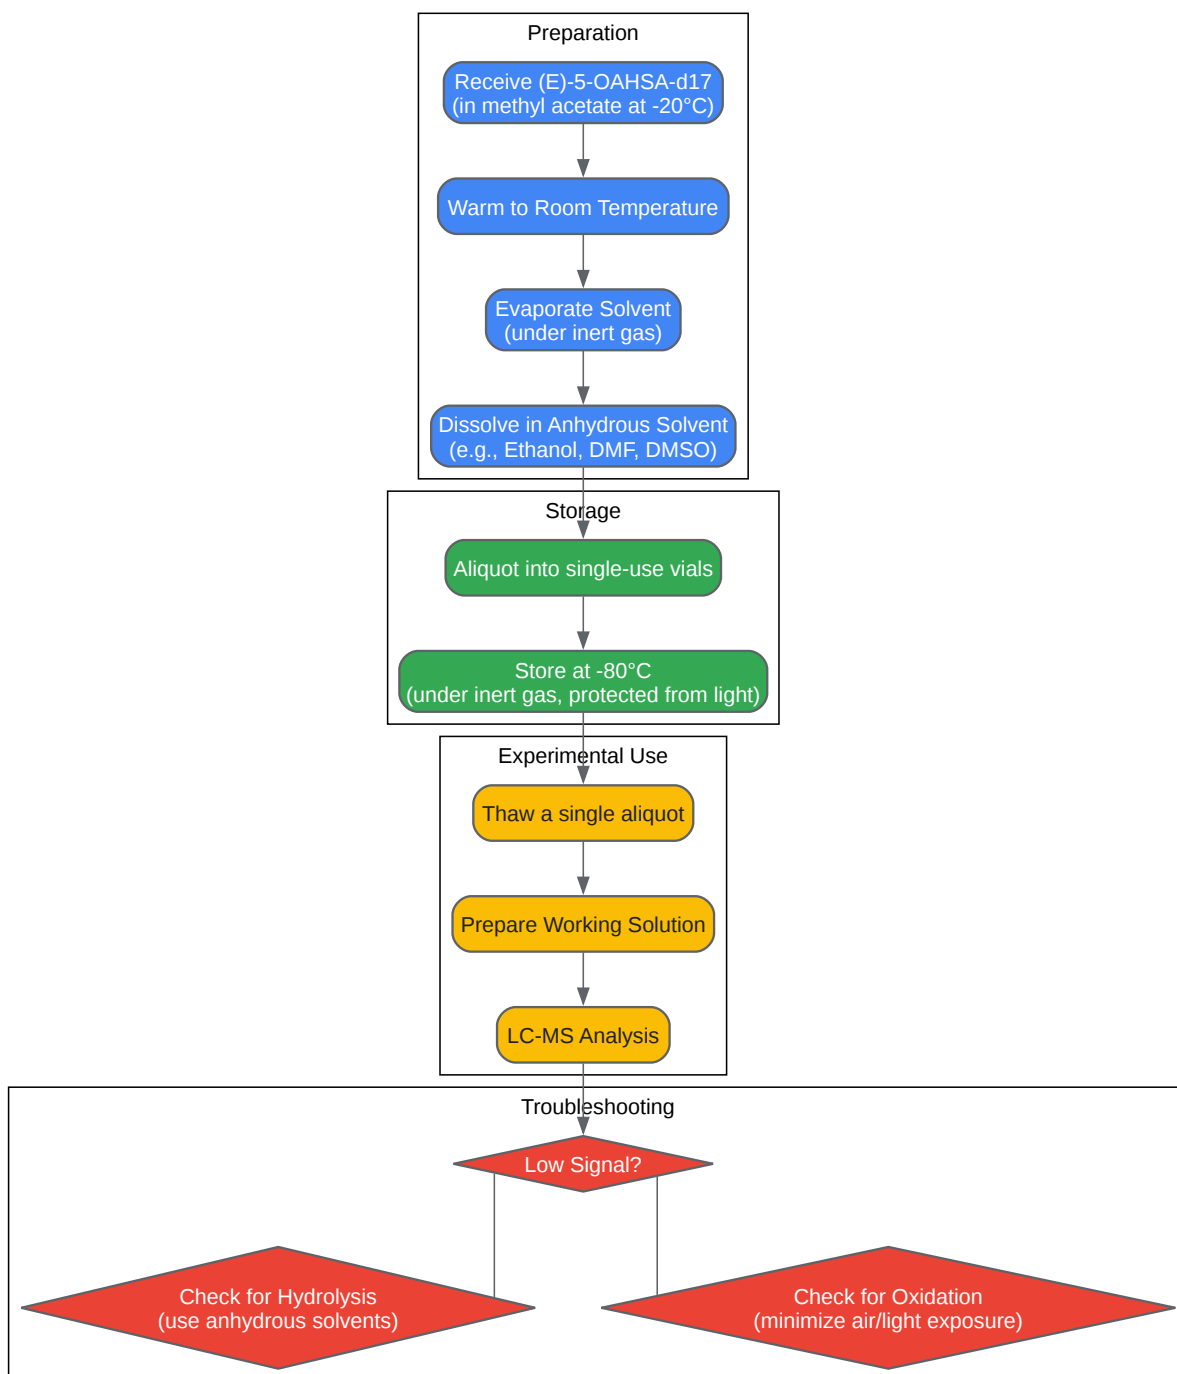 Preparation
Receive (E)-5-OAHSA-d17
(in methyl acetate at -20°C)
Warm to Room Temperature
Evaporate Solvent
(under inert gas)
Dissolve in Anhydrous Solvent
(e.g., Ethanol, DMF, DMSO)
Storage
Aliquot into single-use vials
Store at -80°C
(under inert gas, protected from light)
Experimental Use
Thaw a single aliquot
Prepare Working Solution
LC-MS Analysis
Troubleshooting
Low Signal?
Check for Hydrolysis
(use anhydrous solvents)
Check for Oxidation
(minimize air/light exposure)